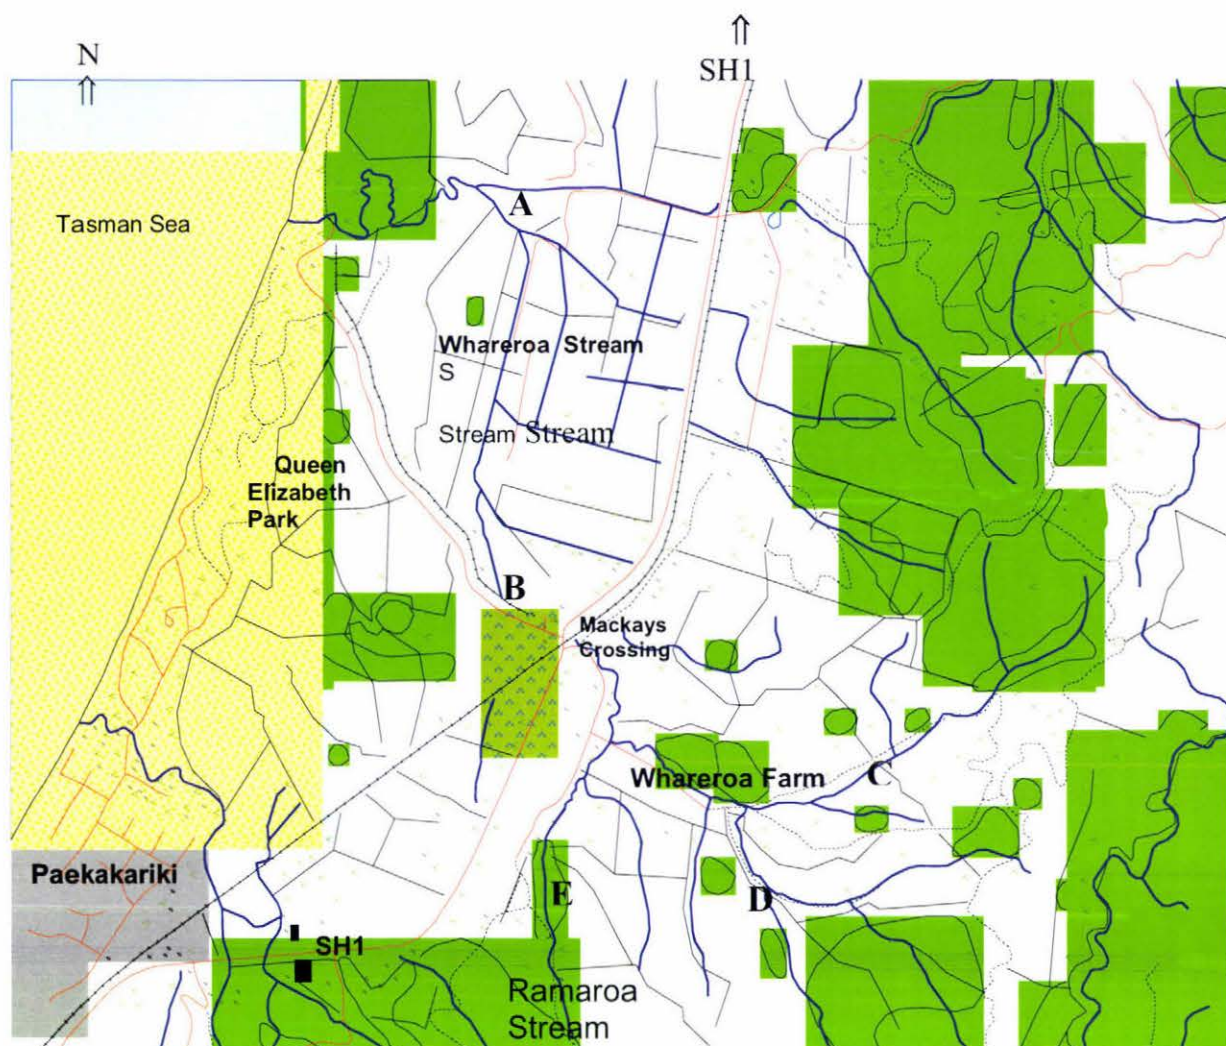 N
⇑
⇑
SH1
Tasman Sea
A
Whareroa Stream
S
Stream Stream
Queen
Elizabeth
Park
B
Mackays
Crossing
Whareroa Farm
C
Paekakariki
E
D
SH1
Ramaroa
Stream